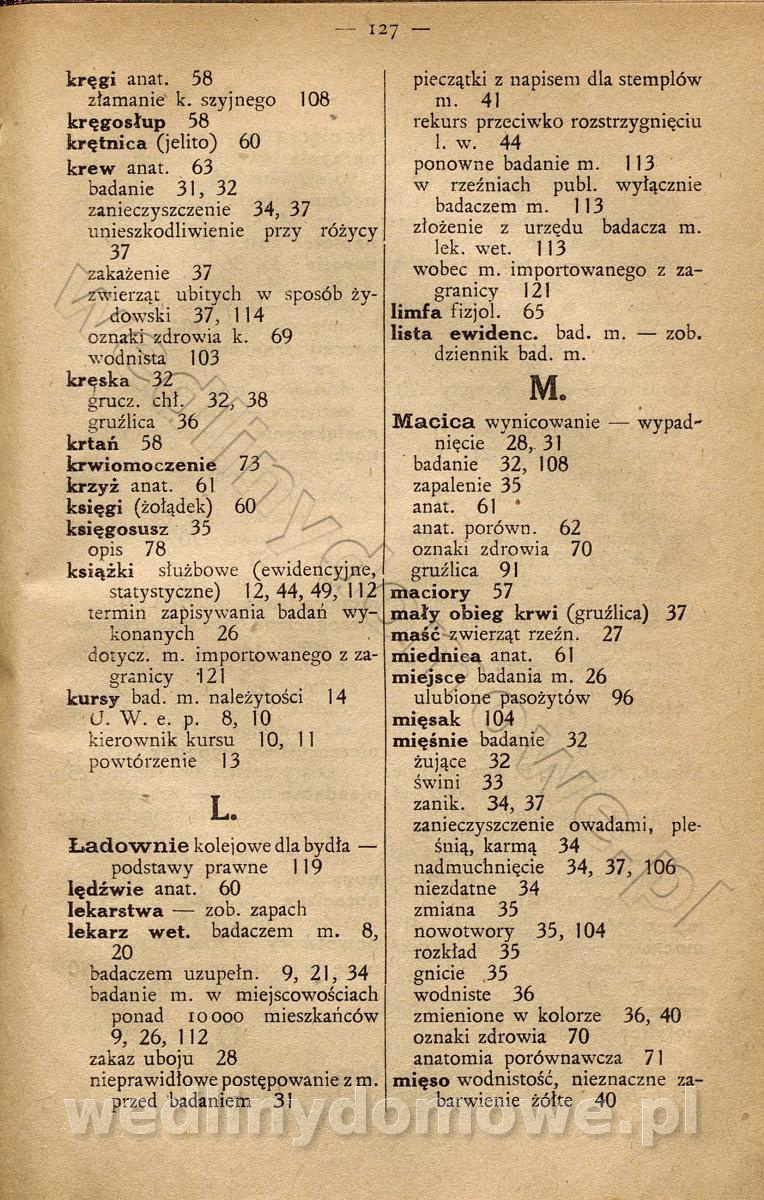 — 127 —
kręgi anat. 58
złamanie k. szyjnego 108
kręgosłup 58
krętnica (jelito) 60
krew anat. 63
badanie 31, 32
zanieczyszczenie 34, 37
unieszkodliwienie przy różycy
37
zakażenie 37
zwierząt ubitych w sposób ży-
dowski 37, 114
oznaki zdrowia k. 69
wodnista 103
kręska 32
grucz. chł. 32, 38
gruźlica 36
krtań 58
krwiomoczenie 73
krzyż anat. 61
księgi (żołądek) 60
księgosusz 35
opis 78
książki służbowe (ewidencyjne,
statystyczne) 12, 44, 49, 112
termin zapisywania badań wy-
konanych 26
dotycz. m. importowanego z za-
granicy 121
kursy bad. m. należytości 14
U. W. e. p. 8, 10
kierownik kursu 10, 11
powtórzenie 13
L.
Ładownie kolejowe dla bydła —
podstawy prawne 119
lędźwie anat. 60
lekarstwa — zob. zapach
lekarz wet. badaczem m. 8,
20
badaczem uzupełn. 9, 21, 34
badanie m. w miejscowościach
ponad 10000 mieszkańców
9, 26, 112
zakaz uboju 28
nieprawidłowe postępowanie z m.
przed badaniem 31
pieczątki z napisem dla stemplów
m. 41
rekurs przeciwko rozstrzygnięciu
l. w. 44
ponowne badanie m. 113
w rzeźniach publ. wyłącznie
badaczem m. 113
złożenie z urzędu badacza m.
lek. wet. 113
wobec m. importowanego z za-
granicy 121
limfa fizjol. 65
lista ewidenc. bad. m. — zob.
dziennik bad. m.
M.
Macica wynicowanie — wypad-
nięcie 28, 31
badanie 32, 108
zapalenie 35
anat. 61
anat. porówn. 62
oznaki zdrowia 70
gruźlica 91
maciory 57
mały obieg krwi (gruźlica) 37
maść zwierząt rzeźn. 27
miednica anat. 61
miejsce badania m. 26
ulubione pasożytów 96
mięsak 104
mięśnie badanie 32
żujące 32
świni 33
zanik. 34, 37
zanieczyszczenie owadami, ple-
śnią, karmą 34
nadmuchnięcie 34, 37, 106
niezdatne 34
zmiana 35
nowotwory 35, 104
rozkład 35
gnicie 35
wodniste 36
zmienione w kolorze 36, 40
oznaki zdrowia 70
anatomia porównawcza 71
mięso wodnistość, nieznaczne za-
barwienie żółte 40
wedlinydomowe.pl
wedlinydomowe.pl